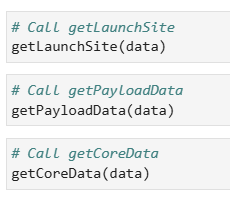 # Call getLaunchSite
getLaunchSite(data)
# Call getPayloadData
getPayloadData(data)
# Call getCoreData
getCoreData(data)